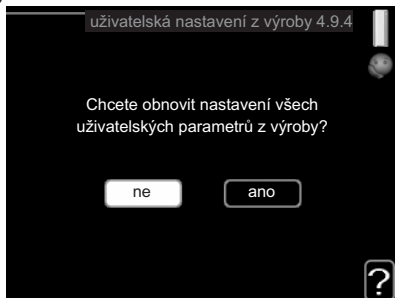 uživatelská nastavení z výroby 4.9.4
Chcete obnovit nastavení všech
uživatelských parametrů z výroby?
ne ano
?